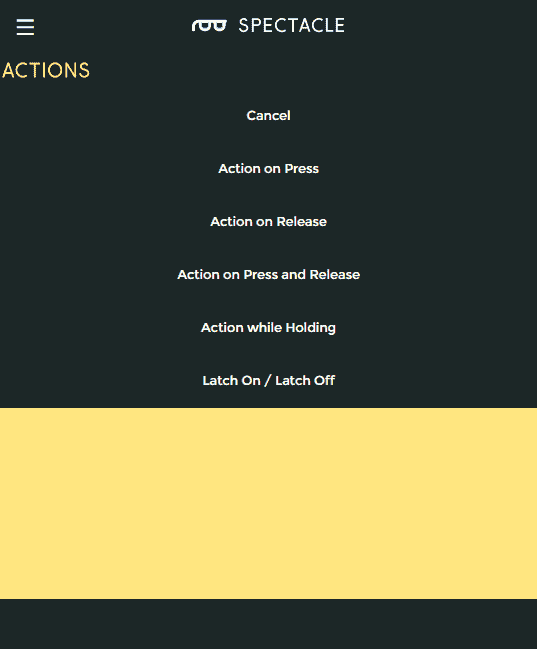 SPECTACLE
ACTIONS
Cancel
Action on Press
Action on Release
Action on Press and Release
Action while Holding
Latch On / Latch Off